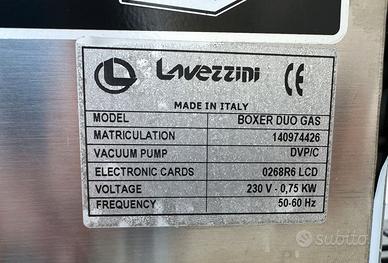 Lavezzini CE
MADE IN ITALY
MODEL BOXER DUO GAS
MATRICULATION 140974426
VACUUM PUMP DVP/C
ELECTRONIC CARDS 0268R6 LCD
VOLTAGE 230 V - 0,75 KW
FREQUENCY 50-60 Hz
subito